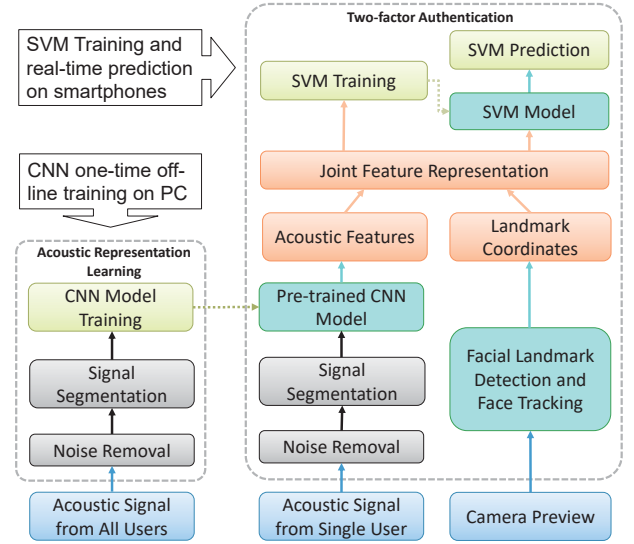 Two-factor Authentication
SVM Training and
real-time prediction
on smartphones
SVM Prediction
SVM Training
SVM Model
Joint Feature Representation
CNN one-time off-
line training on PC
Acoustic Features
Landmark
Coordinates
Acoustic Representation
Learning
CNN Model
Training
Pre-trained CNN
Model
Signal
Segmentation
Signal
Segmentation
Facial Landmark
Detection and
Face Tracking
Noise Removal
Noise Removal
Acoustic Signal
from All Users
Acoustic Signal
from Single User
Camera Preview